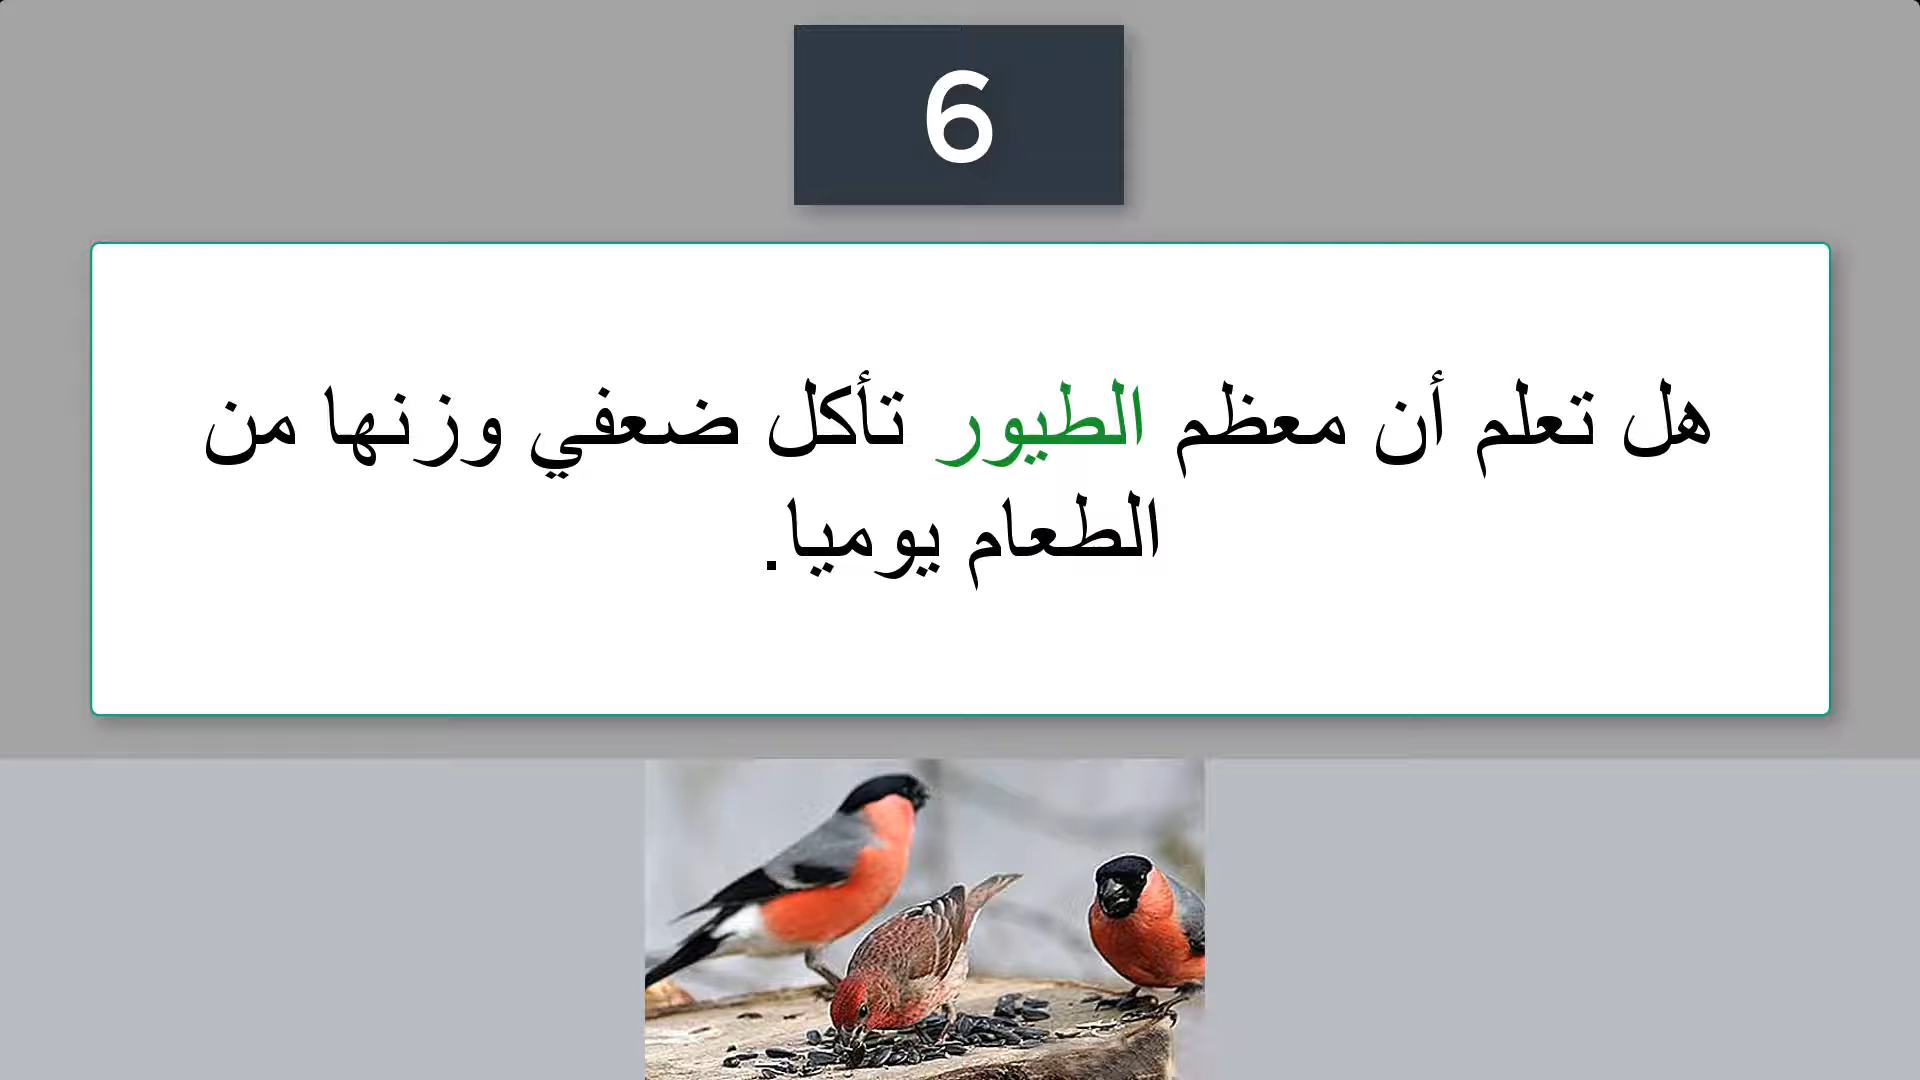 6
هل تعلم أن معظم الطيور تأكل ضعفي وزنها من
الطعام يوميا.